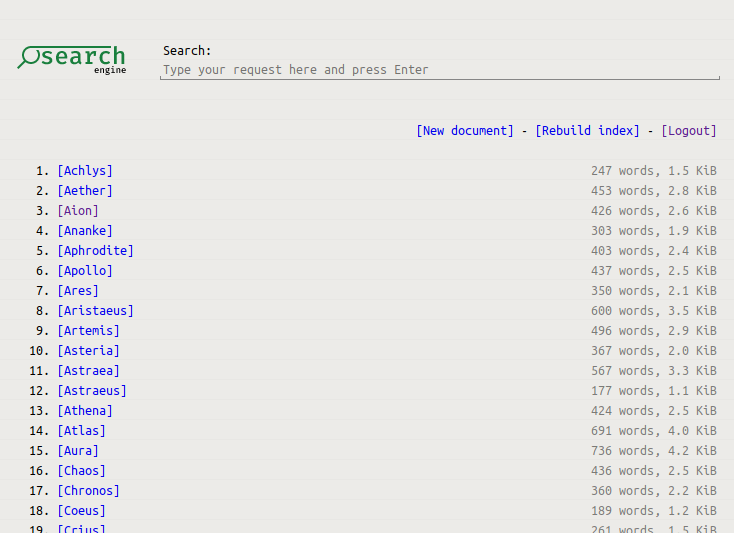 search
engine
Search:
Type your request here and press Enter
[New document] - [Rebuild index] - [Logout]
1. [Achlys] 247 words, 1.5 KiB
2. [Aether] 453 words, 2.8 KiB
3. [Aion] 426 words, 2.6 KiB
4. [Ananke] 303 words, 1.9 KiB
5. [Aphrodite] 403 words, 2.4 KiB
6. [Apollo] 437 words, 2.5 KiB
7. [Ares] 350 words, 2.1 KiB
8. [Aristaeus] 600 words, 3.5 KiB
9. [Artemis] 496 words, 2.9 KiB
10. [Asteria] 367 words, 2.0 KiB
11. [Astraea] 567 words, 3.3 KiB
12. [Astraeus] 177 words, 1.1 KiB
13. [Athena] 424 words, 2.5 KiB
14. [Atlas] 691 words, 4.0 KiB
15. [Aura] 736 words, 4.2 KiB
16. [Chaos] 436 words, 2.5 KiB
17. [Chronos] 360 words, 2.2 KiB
18. [Coeus] 189 words, 1.2 KiB
19. [Crius] 261 words, 1.5 KiB